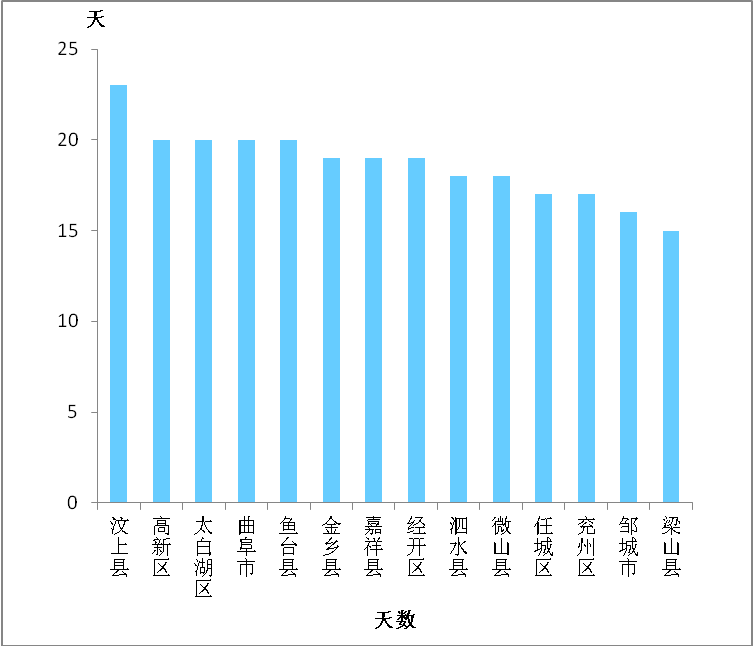 天
25
20
15
10
5
0
汶上县
高新区
太白湖区
曲阜市
鱼台县
金乡县
嘉祥县
经开区
泗水县
微山县
任城区
兖州区
邹城市
梁山县
天数